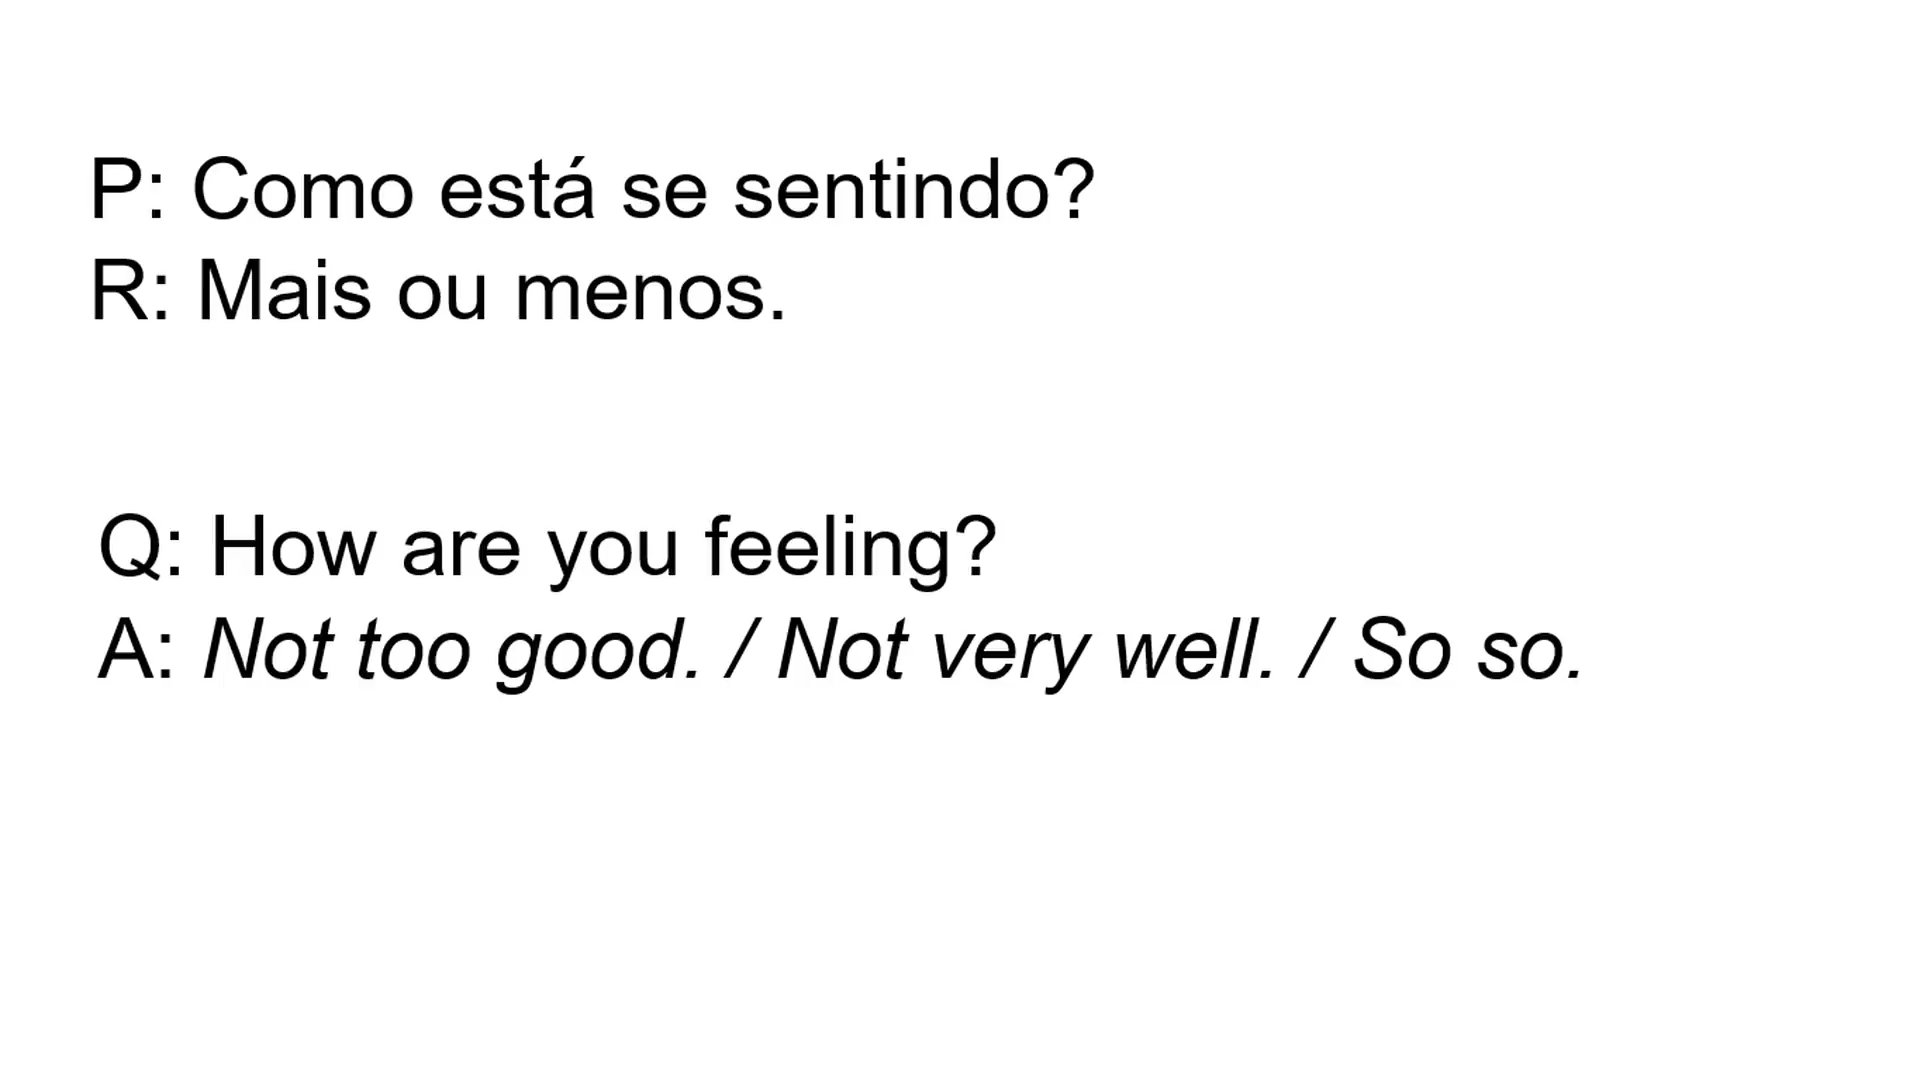 P: Como está se sentindo?
R: Mais ou menos.
Q: How are you feeling?
A: Not too good. / Not very well. / So so.